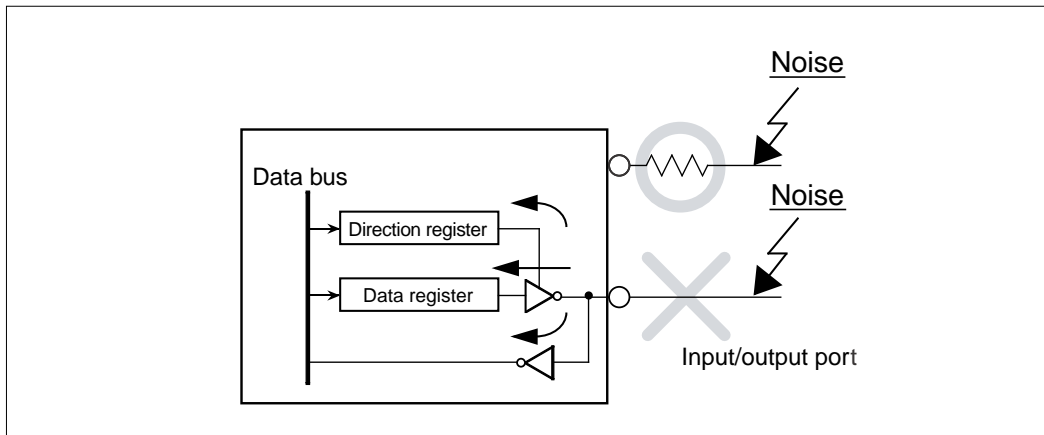 Noise
Data bus
Noise
Direction register
Data register
Input/output port